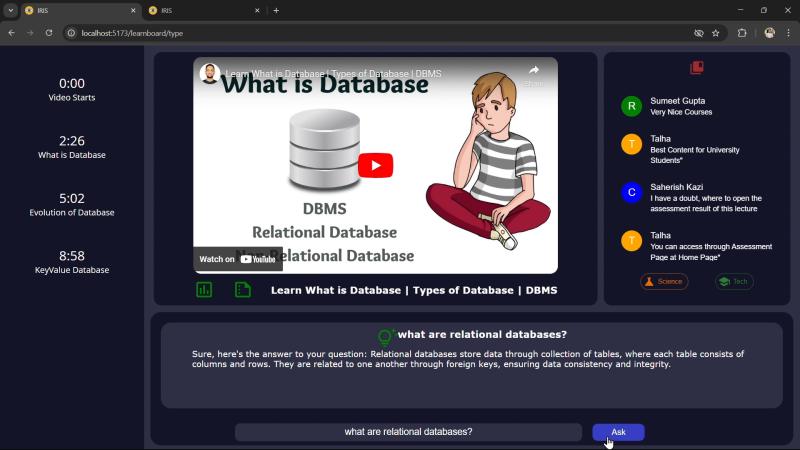 IRIS
IRIS
localhost:5173/learnboard/type
0:00
Video Starts
2:26
What is Database
5:02
Evolution of Database
8:58
KeyValue Database
Learn What is Database | Types of Database | DBMS
What is Database
Share
DBMS
Relational Database
Relational Database
Watch on YouTube
Learn What is Database | Types of Database | DBMS
R
Sumeet Gupta
Very Nice Courses
T
Talha
Best Content for University
Students"
C
Saherish Kazi
I have a doubt, where to open the
assessment result of this lecture
T
Talha
You can access through Assessment
Page at Home Page"
Science
Tech
what are relational databases?
Sure, here's the answer to your question: Relational databases store data through collection of tables, where each table consists of
columns and rows. They are related to one another through foreign keys, ensuring data consistency and integrity.
what are relational databases?
Ask